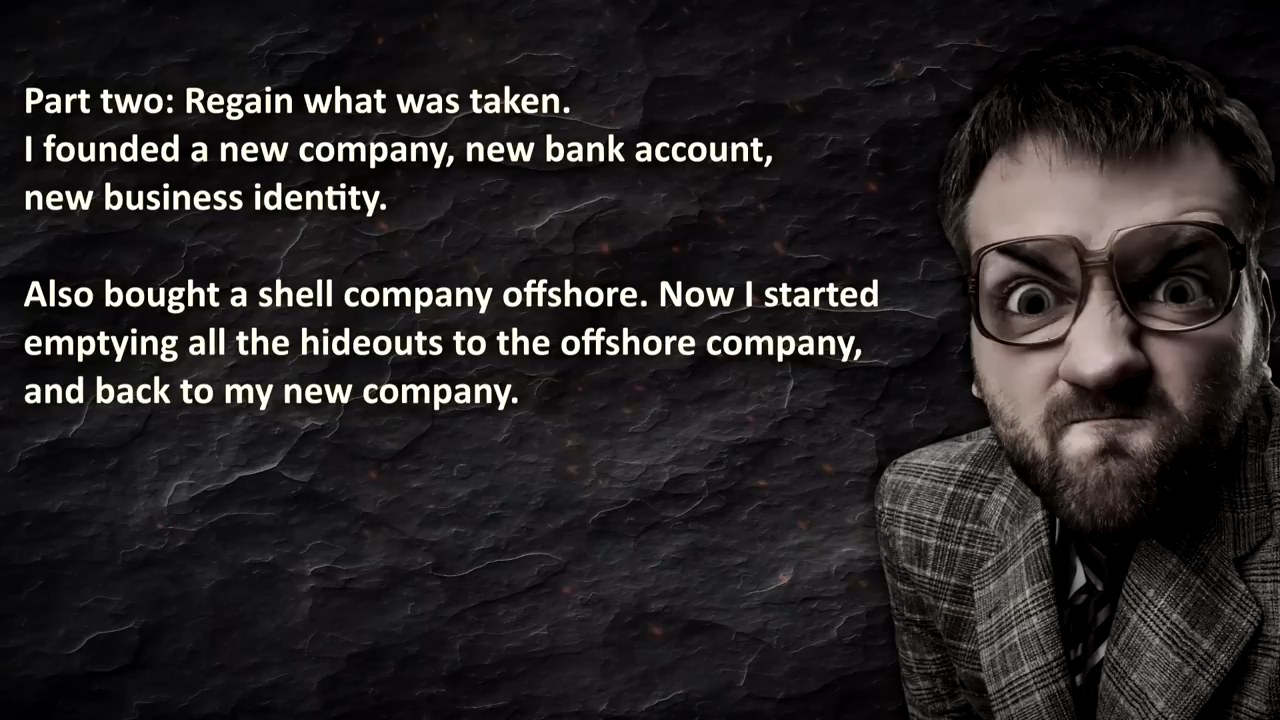 Part two: Regain what was taken.
I founded a new company, new bank account,
new business identity.
Also bought a shell company offshore. Now I started
emptying all the hideouts to the offshore company,
and back to my new company.